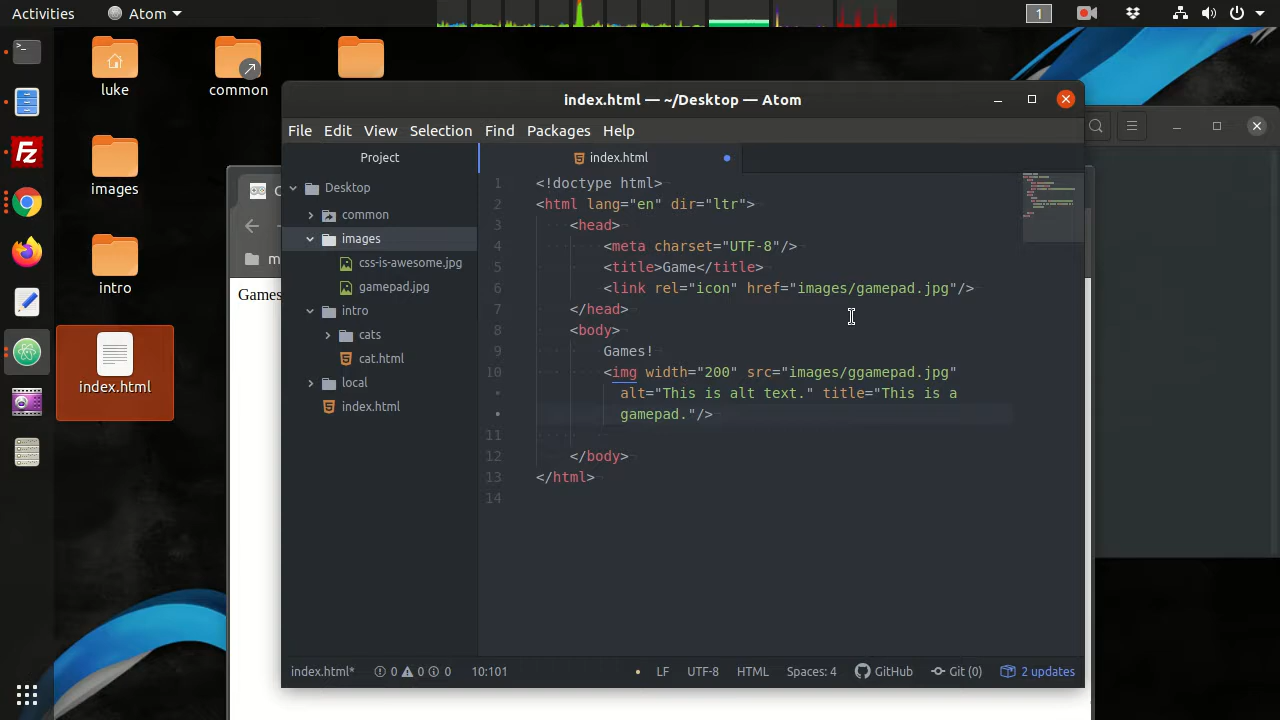 Activities
Atom
1
luke
common
images
intro
index.html
index.html — ~/Desktop — Atom
File Edit View Selection Find Packages Help
Project
index.html
Desktop
common
images
css-is-awesome.jpg
gamepad.jpg
intro
cats
cat.html
local
index.html
1 <!doctype html>
2 <html lang="en" dir="ltr">
3 <head>
4 <meta charset="UTF-8"/>
5 <title>Game</title>
6 <link rel="icon" href="images/gamepad.jpg"/>
7 </head>
8 <body>
9 Games!
10 <img width="200" src="images/ggamepad.jpg"
• alt="This is alt text." title="This is a
• gamepad."/>
11
12 </body>
13 </html>
14
index.html* 0 0 0 10:101 LF UTF-8 HTML Spaces: 4 GitHub Git (0) 2 updates
Games